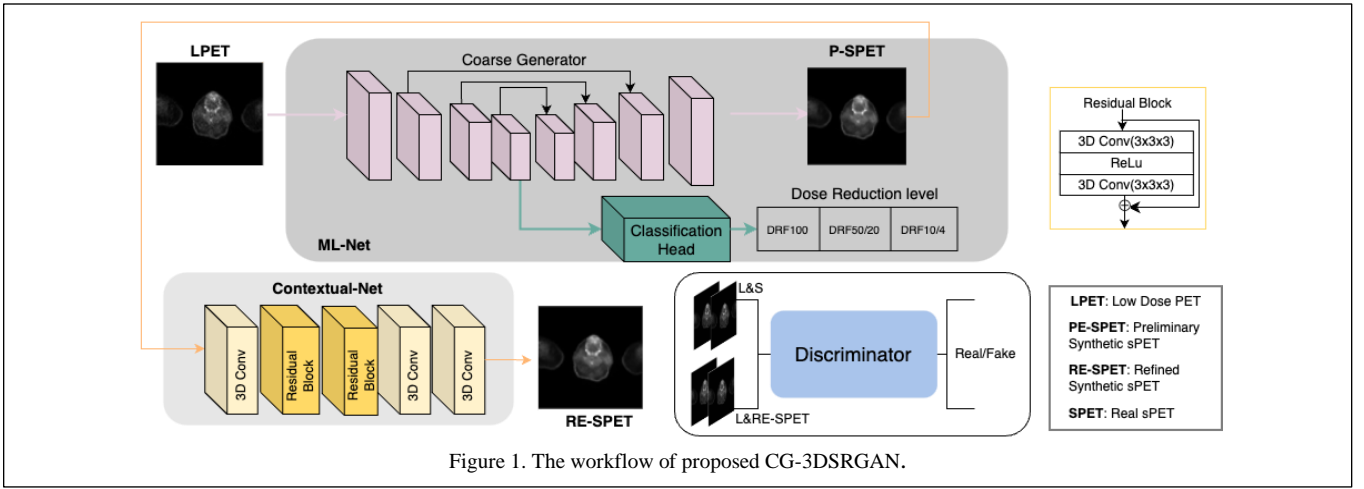 LPET
Coarse Generator
P-SPET
Classification
Head
Dose Reduction level
DRF100
DRF50/20
DRF10/4
ML-Net
Residual Block
3D Conv(3x3x3)
ReLu
3D Conv(3x3x3)
Contextual-Net
3D Conv
Residual
Block
Residual
Block
3D Conv
3D Conv
RE-SPET
L&S
L&RE-SPET
Discriminator
Real/Fake
LPET: Low Dose PET
PE-SPET: Preliminary
Synthetic sPET
RE-SPET: Refined
Synthetic sPET
SPET: Real sPET
Figure 1. The workflow of proposed CG-3DSRGAN.